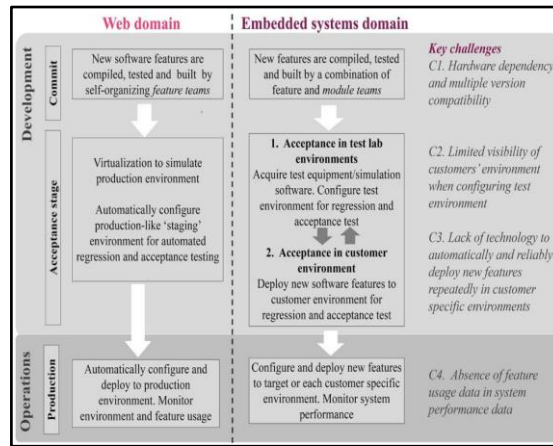 Web domain
Embedded systems domain
Development
Commit
New software features are
compiled, tested and built by
self-organizing feature teams
New features are compiled, tested
and built by a combination of
feature and module teams
Key challenges
C1. Hardware dependency
and multiple version
compatibility
Acceptance stage
Virtualization to simulate
production environment
Automatically configure
production-like ‘staging’
environment for automated
regression and acceptance testing
1. Acceptance in test lab
environments
Acquire test equipment/simulation
software. Configure test
environment for regression and
acceptance test
2. Acceptance in customer
environment
Deploy new software features to
customer environment for
regression and acceptance test
C2. Limited visibility of
customers’ environment
when configuring test
environment
C3. Lack of technology to
automatically and reliably
deploy new features
repeatedly in customer
specific environments
Operations
Production
Automatically configure and
deploy to production
environment. Monitor
environment and feature usage
Configure and deploy new features
to target or each customer specific
environment. Monitor system
performance
C4. Absence of feature
usage data in system
performance data